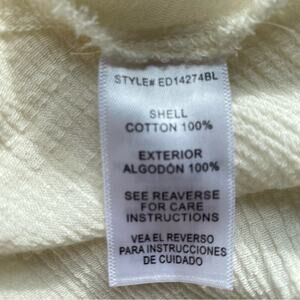 STYLE# ED14274BL
SHELL
COTTON 100%
EXTERIOR
ALGODÓN 100%
SEE REAVERSE
FOR CARE
INSTRUCTIONS
VEA EL REVERSO
PARA INSTRUCCIONES
DE CUIDADO